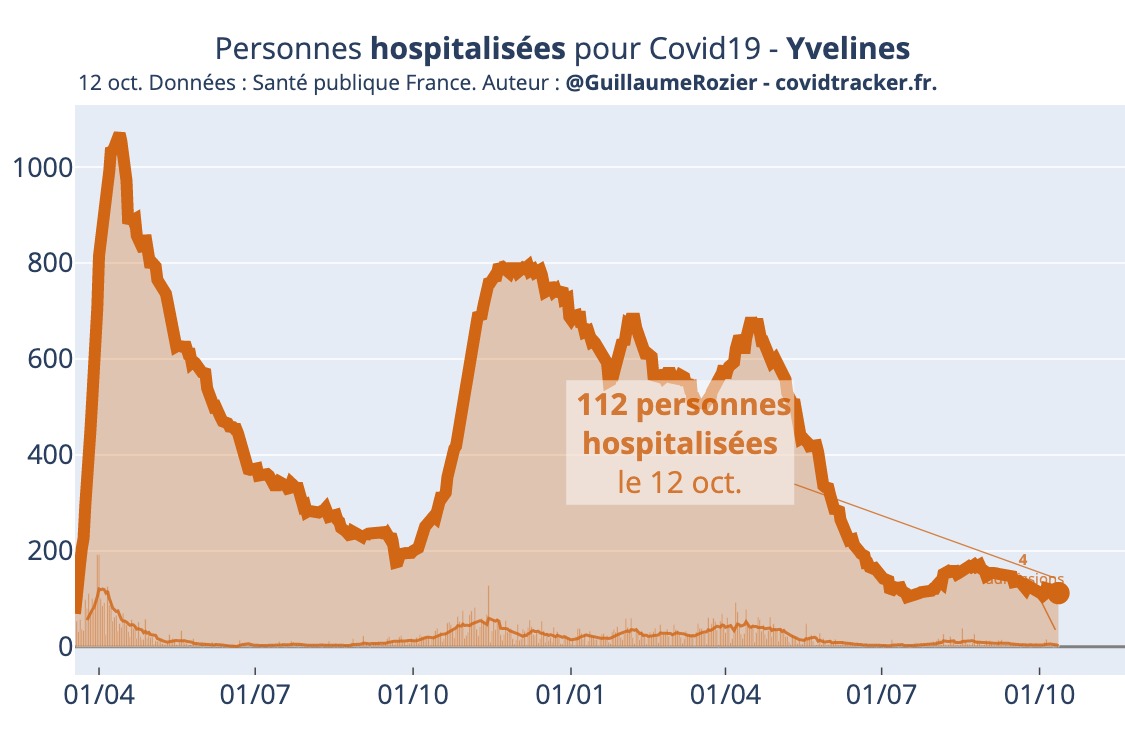 Personnes hospitalisées pour Covid19 - Yvelines
12 oct. Données : Santé publique France. Auteur : @GuillaumeRozier - covidtracker.fr.
1000
800
600
400
200
0
112 personnes
hospitalisées
le 12 oct.
4
admissions
01/04
01/07
01/10
01/01
01/04
01/07
01/10